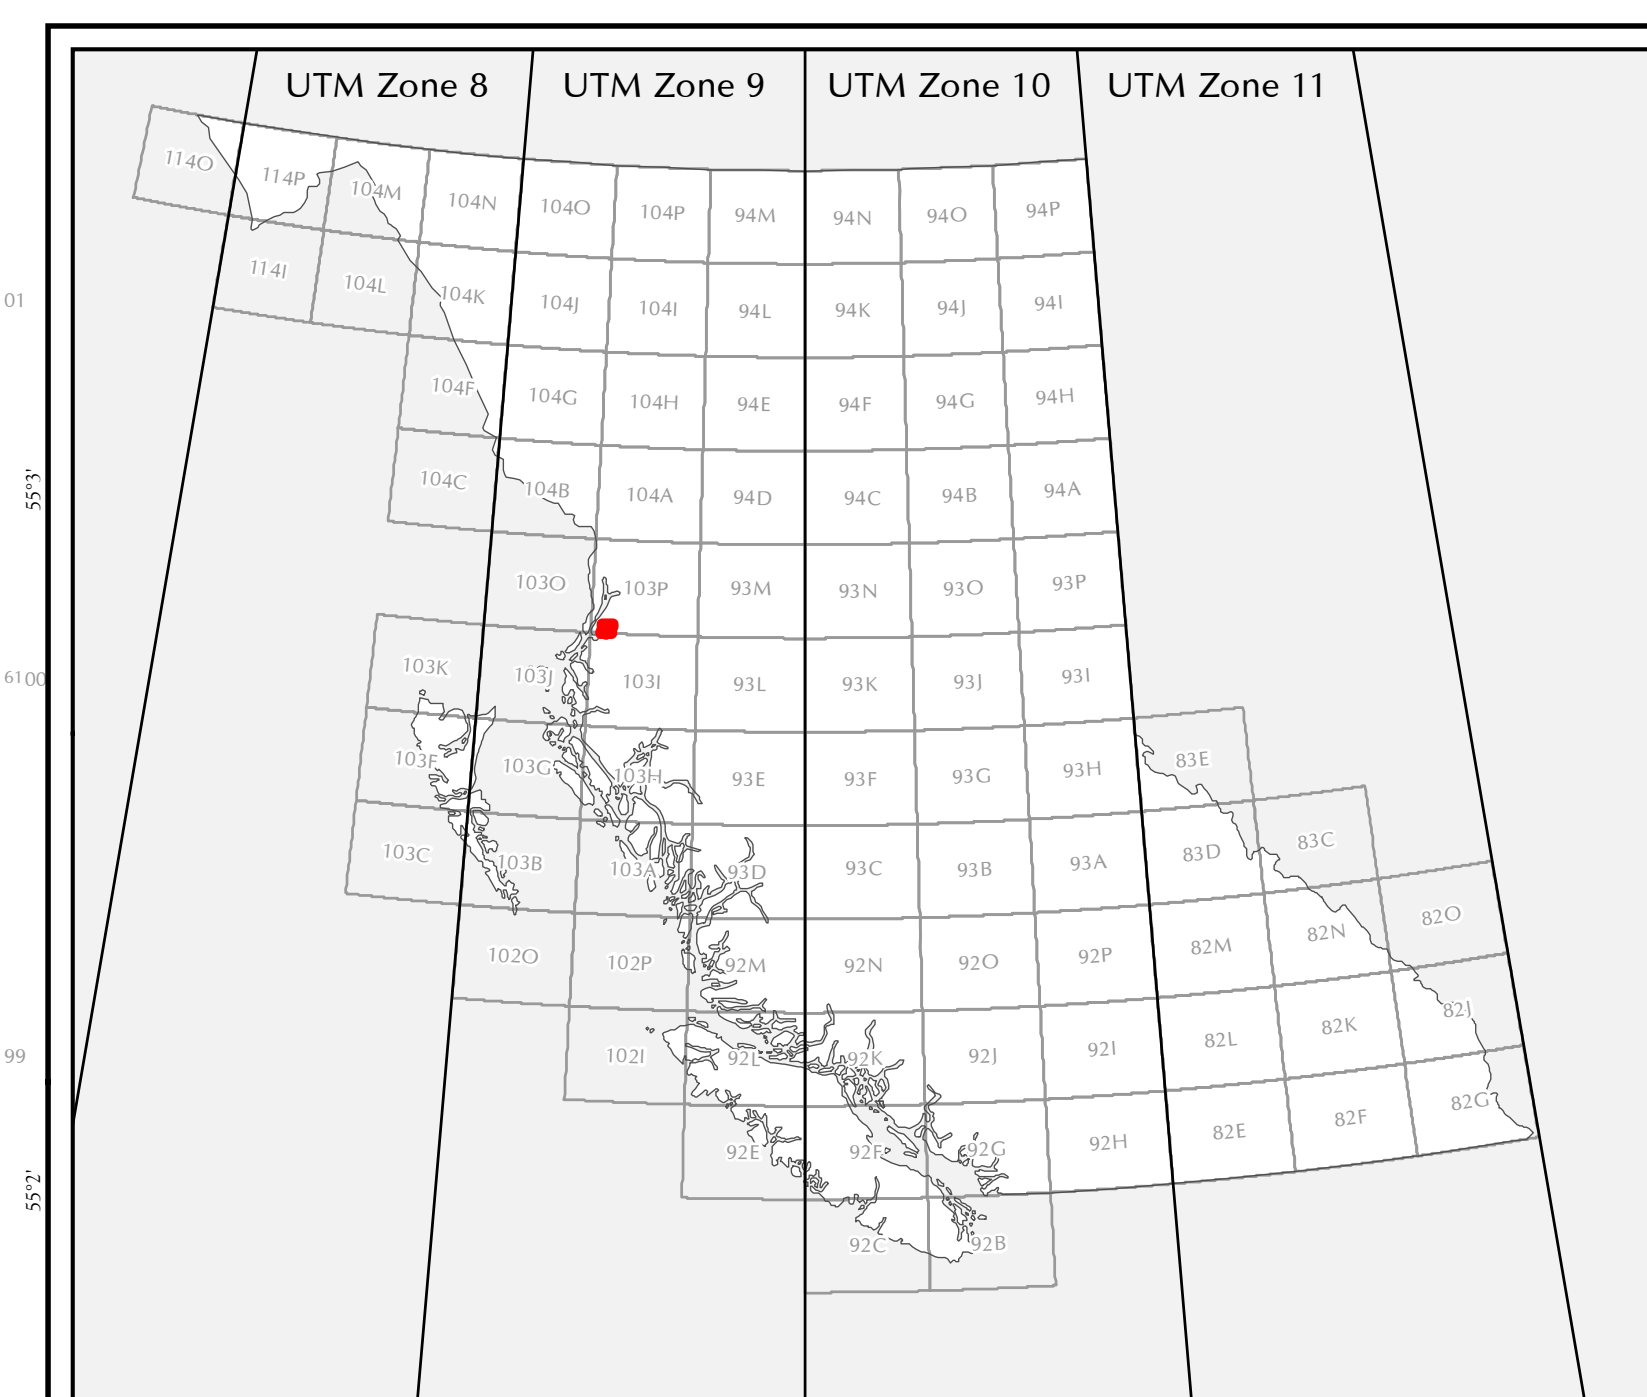 UTM Zone 8 UTM Zone 9 UTM Zone 10 UTM Zone 11
114O 114P 104M 104N 104O 104P 94M 94N 94O 94P
114I 104L 104K 104J 104I 94L 94K 94J 94I
01
104F 104G 104H 94E 94F 94G 94H
55°3'
104C 104B 104A 94D 94C 94B 94A
103O 103P 93M 93N 93O 93P
6100
103K 103J 103I 93L 93K 93J 93I
103F 103G 103H 93E 93F 93G 93H 83E
103C 103B 103A 93D 93C 93B 93A 83D 83C
102O 102P 92M 92N 92O 92P 82M 82N 82O
99
102I 92L 92K 92J 92I 82L 82K 82J
92E 92F 92G 92H 82E 82F 82G
55°2'
92C 92B